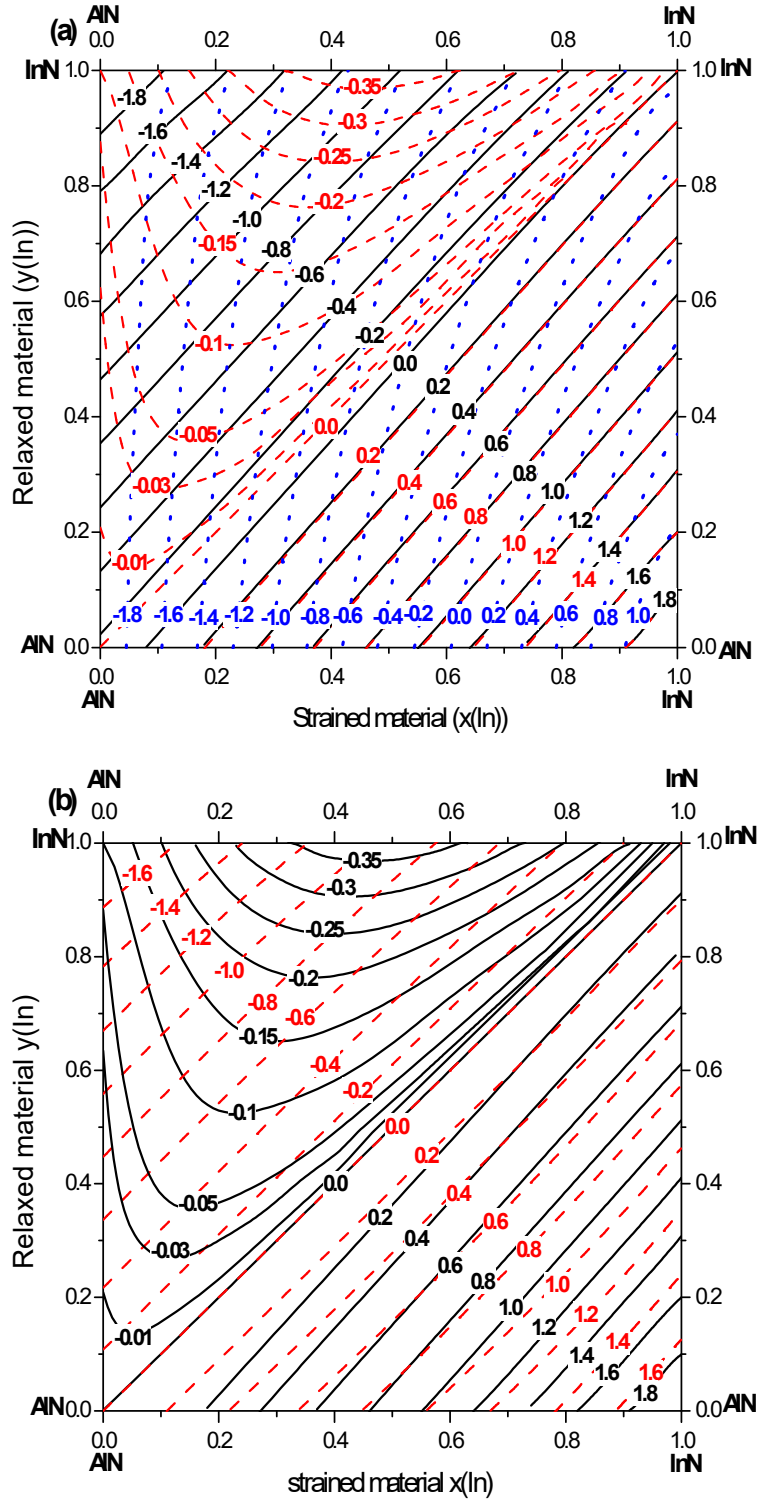 AlN InN
(a)
0.0 0.2 0.4 0.6 0.8 1.0
InN 1.0 1.0 InN
-0.35
-1.8
-0.3
-1.6
-1.4 -0.25
0.8 0.8
-1.2 -0.2
-1.0
-0.15 -0.8
-0.6
0.6 0.6
-0.4
-0.1 -0.2
0.0
0.2
0.4 0.4 0.4
-0.05 0.0 0.6
0.2
-0.03 0.4 0.8
0.6 1.0
0.8 1.2
0.2 1.0 1.4 0.2
-0.01 1.2
1.4 1.6
1.8
-1.8 -1.6 -1.4 -1.2 -1.0 -0.8 -0.6 -0.4 -0.2 0.0 0.2 0.4 0.6 0.8 1.0
AlN 0.0 0.0 AlN
0.0 0.2 0.4 0.6 0.8 1.0
AlN InN
Relaxed material (y(In))
Strained material (x(In))
AlN InN
(b)
0.0 0.2 0.4 0.6 0.8 1.0
InN 1.0 1.0 InN
-0.35
-1.6
-0.3
-1.4
-1.2 -0.25
0.8 0.8
-1.0 -0.2
-0.8
-0.15 -0.6
0.6 0.6
-0.4
-0.1 -0.2
0.0
0.2
0.4 0.0 0.4 0.4
-0.05 0.2 0.6
-0.03 0.4 0.8
0.6
0.8 1.0
0.2 1.0 1.2 0.2
-0.01 1.2
1.4 1.4
1.6 1.6
1.8
AlN 0.0 0.0 AlN
0.0 0.2 0.4 0.6 0.8 1.0
AlN InN
Relaxed material y(In)
strained material x(In)